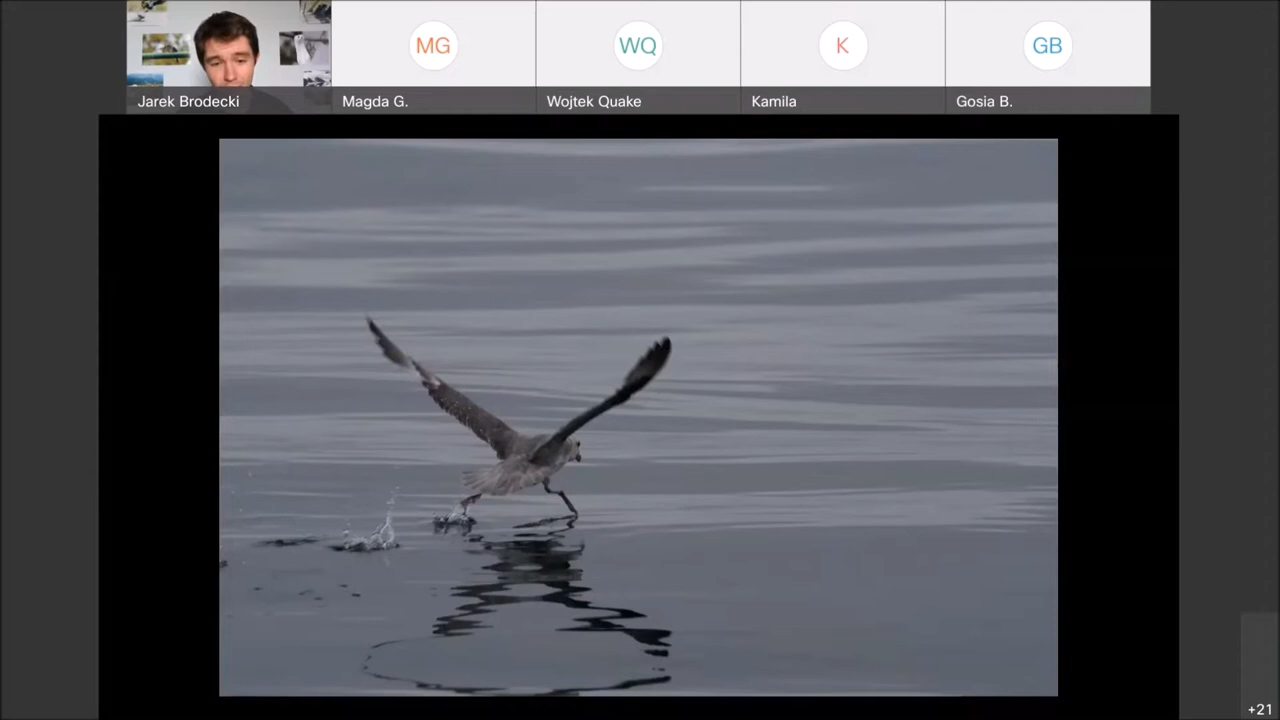 MG
WQ
K
GB
Jarek Brodecki
Magda G.
Wojtek Quake
Kamila
Gosia B.
+21